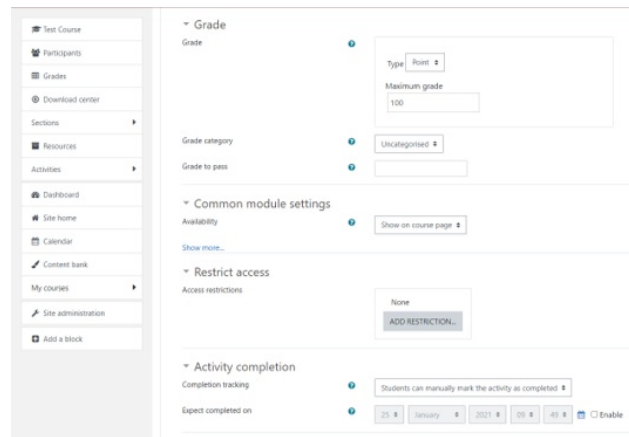 Test Course
Participants
Grades
Download center
Sections
Resources
Activities
Dashboard
Site home
Calendar
Content bank
My courses
Site administration
Add a block
Grade
Grade
Type Point
Maximum grade
100
Grade category Uncategorised
Grade to pass
Common module settings
Availability Show on course page
Show more...
Restrict access
Access restrictions
None
ADD RESTRICTION...
Activity completion
Completion tracking Students can manually mark the activity as completed
Expect completed on 25 January 2021 09 49 Enable